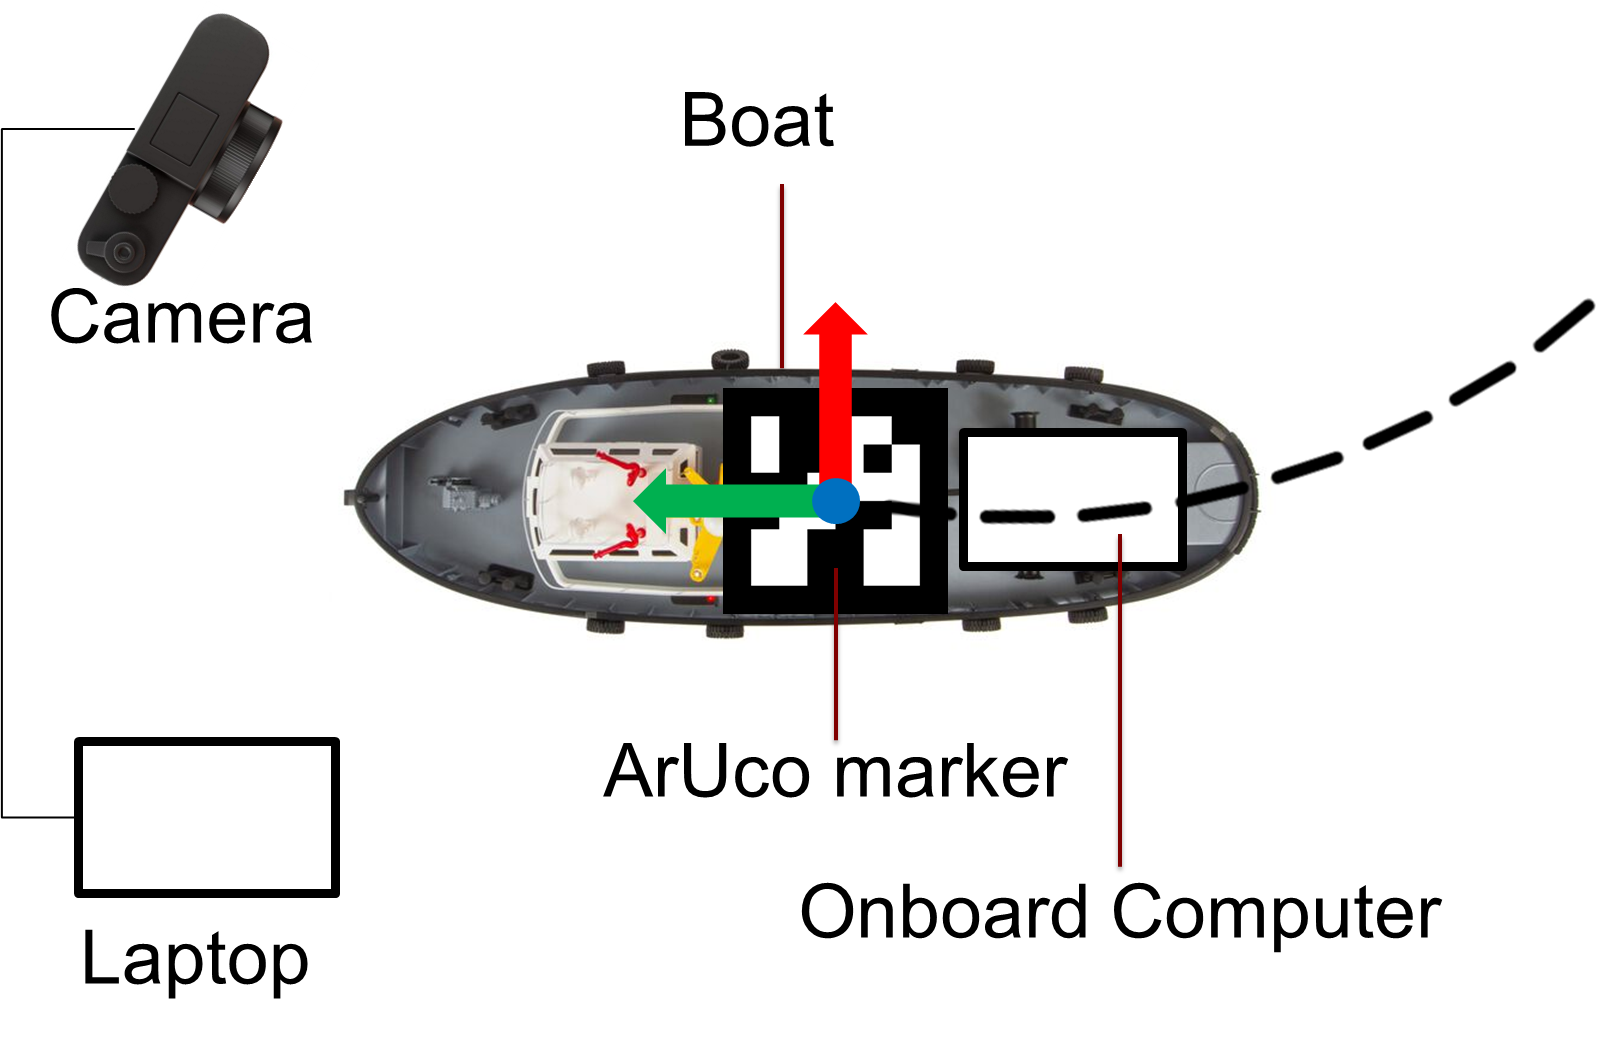 Boat
Camera
ArUco marker
Onboard Computer
Laptop